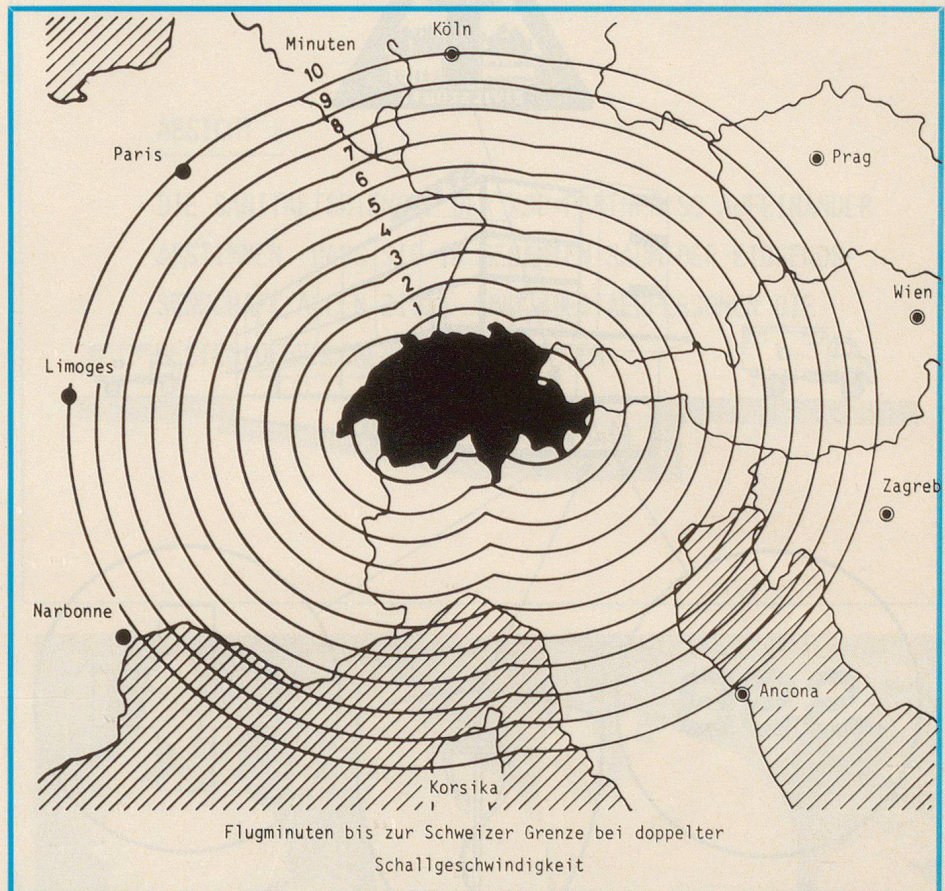 Köln
Minuten
10
9
8
7
6
5
4
3
2
1
Paris
Prag
Wien
Limoges
Zagreb
Narbonne
Ancona
Korsika
Flugminuten bis zur Schweizer Grenze bei doppelter
Schallgeschwindigkeit